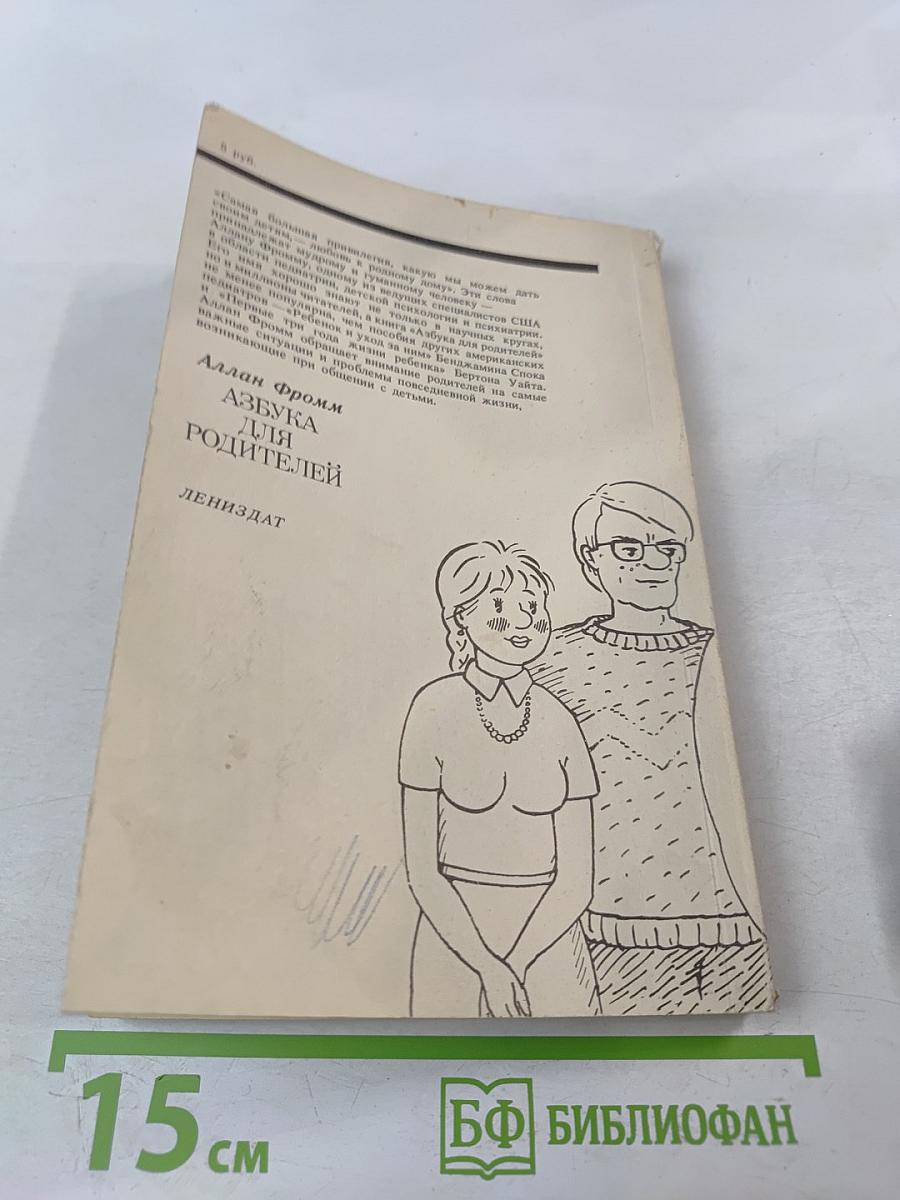 5 руб.
«Самая большая привилегия, какую мы можем дать
своим детям,— любовь к родному дому». Эти слова
принадлежат мудрому и гуманному человеку —
Аллану Фромму, одному из ведущих специалистов США
в области педиатрии, детской психологии и психиатрии.
Его имя хорошо знают не только в научных кругах,
но и миллионы читателей, а книга «Азбука для родителей»
не менее популярна, чем пособия других американских
педиатров — «Ребенок и уход за ним» Бенджамина Спока
и «Первые три года жизни ребенка» Бертона Уайта.
Аллан Фромм обращает внимание родителей на самые
важные ситуации и проблемы повседневной жизни,
возникающие при общении с детьми.
Аллан Фромм
АЗБУКА
ДЛЯ
РОДИТЕЛЕЙ
ЛЕНИЗДАТ
15 см
БФ БИБЛИОФАН